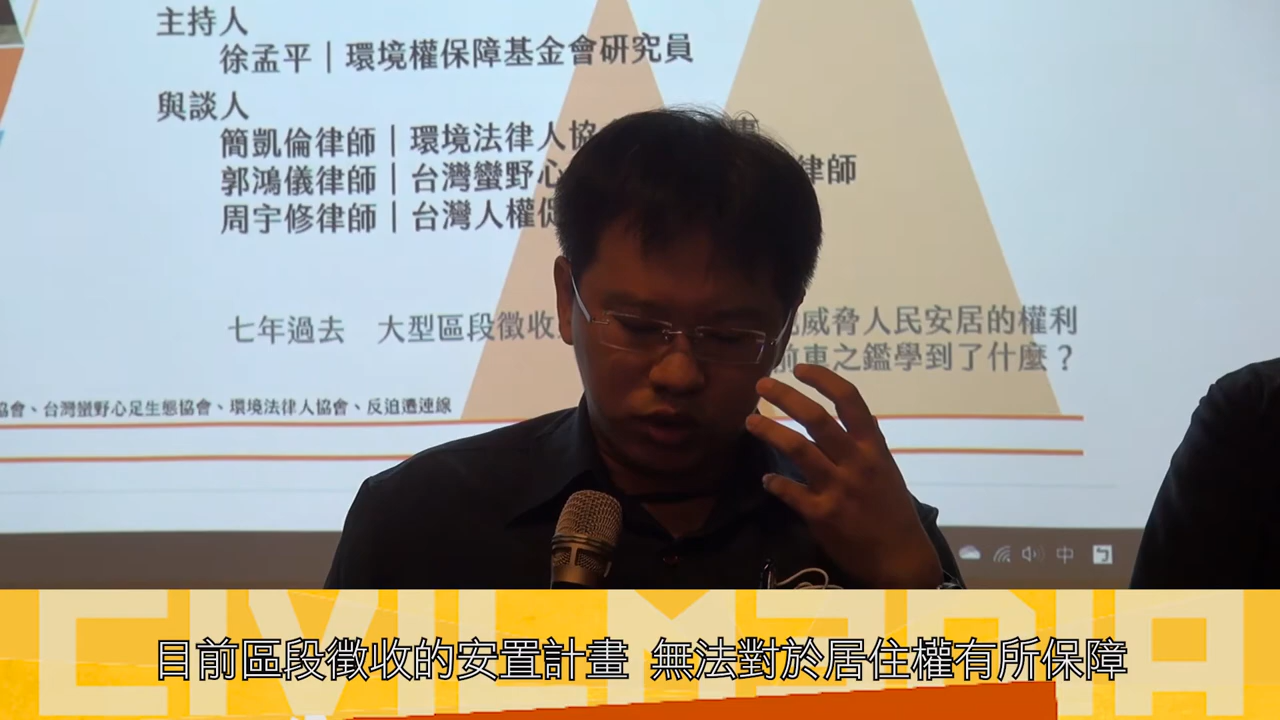 主持人
徐孟平｜環境權保障基金會研究員
與談人
簡凱倫律師｜環境法律人協
郭鴻儀律師｜台灣蠻野心 律師
周宇修律師｜台灣人權促
七年過去 大型區段徵收 威脅人民安居的權利
前車之鑑學到了什麼？
協會、台灣蠻野心足生態協會、環境法律人協會、反迫遷連線
中
CIVILMEDIA
目前區段徵收的安置計畫 無法對於居住權有所保障